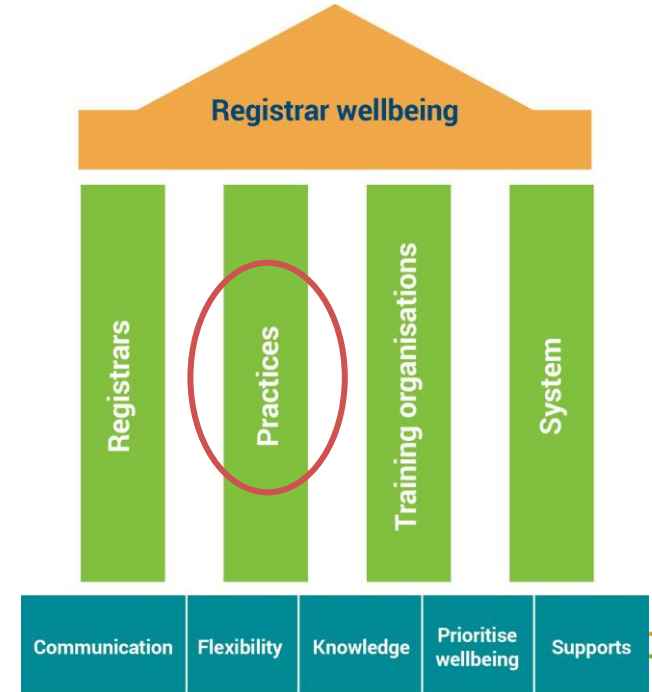 Registrar wellbeing
Registrars
Practices
Training organisations
System
Communication
Flexibility
Knowledge
Prioritise
wellbeing
Supports